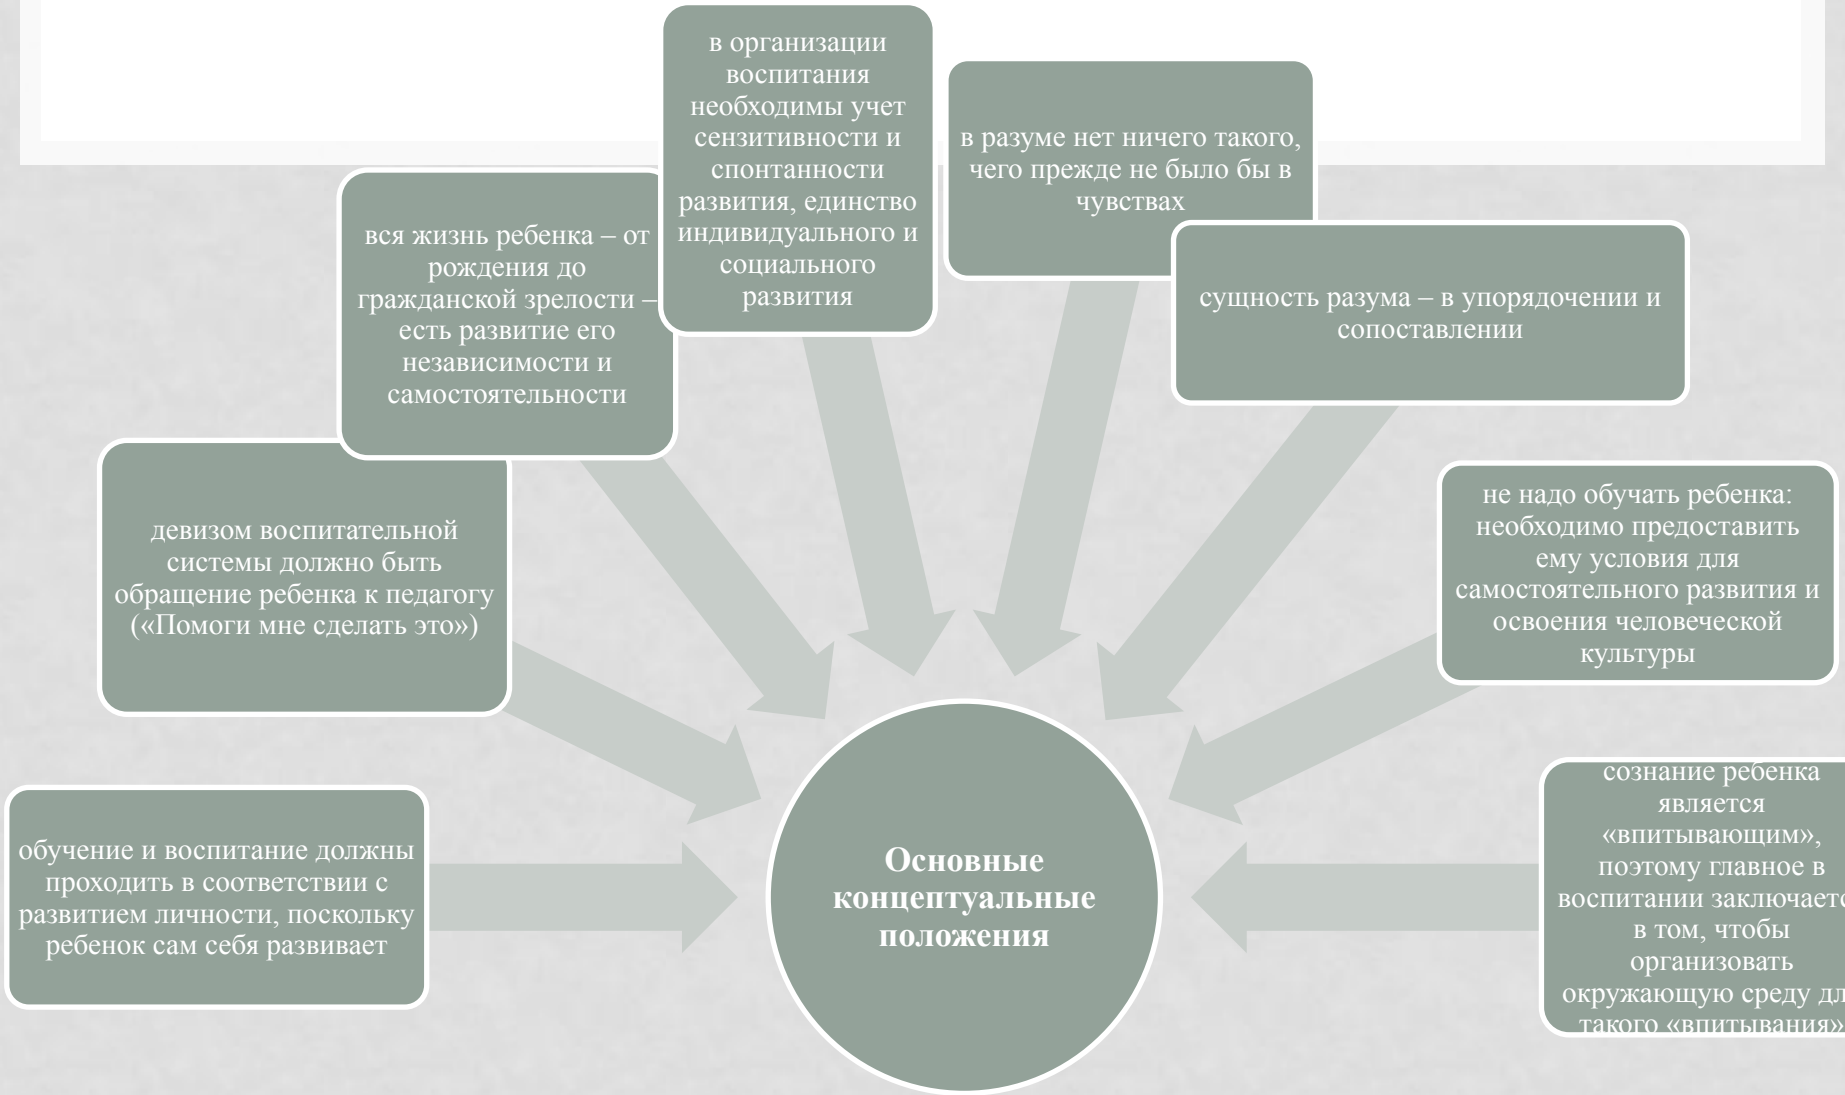 в организации
воспитания
необходимы учет
сензитивности и
спонтанности
развития, единство
индивидуального и
социального
развития
в разуме нет ничего такого,
чего прежде не было бы в
чувствах
вся жизнь ребенка – от
рождения до
гражданской зрелости –
есть развитие его
независимости и
самостоятельности
сущность разума – в упорядочении и
сопоставлении
девизом воспитательной
системы должно быть
обращение ребенка к педагогу
(«Помоги мне сделать это»)
не надо обучать ребенка:
необходимо предоставить
ему условия для
самостоятельного развития и
освоения человеческой
культуры
обучение и воспитание должны
проходить в соответствии с
развитием личности, поскольку
ребенок сам себя развивает
Основные
концептуальные
положения
сознание ребенка
является
«впитывающим»,
поэтому главное в
воспитании заключаетс
в том, чтобы
организовать
окружающую среду дл
такого «впитывания»